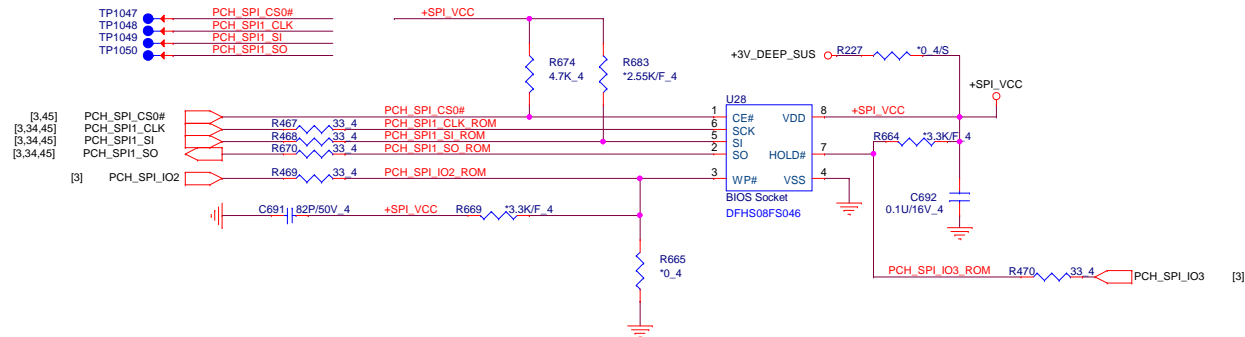 TP1047 PCH_SPI_CS0# +SPI_VCC
TP1048 PCH_SPI1_CLK
TP1049 PCH_SPI1_SI
TP1050 PCH_SPI1_SO
R674
4.7K_4
R683
*2.55K/F_4
+3V_DEEP_SUS R227 *0_4/S
+SPI_VCC
[3,45] PCH_SPI_CS0# PCH_SPI_CS0#
[3,34,45] PCH_SPI1_CLK R467 33_4 PCH_SPI1_CLK_ROM
[3,34,45] PCH_SPI1_SI R468 33_4 PCH_SPI1_SI_ROM
[3,34,45] PCH_SPI1_SO R670 33_4 PCH_SPI1_SO_ROM
[3] PCH_SPI_IO2 R469 33_4 PCH_SPI_IO2_ROM
U28
1 CE# VDD 8 +SPI_VCC
6 SCK
5 SI
2 SO HOLD# 7
3 WP# VSS 4
BIOS Socket
DFHS08FS046
R664 *3.3K/F_4
C692
0.1U/16V_4
C691 82P/50V_4 +SPI_VCC R669 *3.3K/F_4
R665
*0_4
PCH_SPI_IO3_ROM R470 33_4 PCH_SPI_IO3 [3]